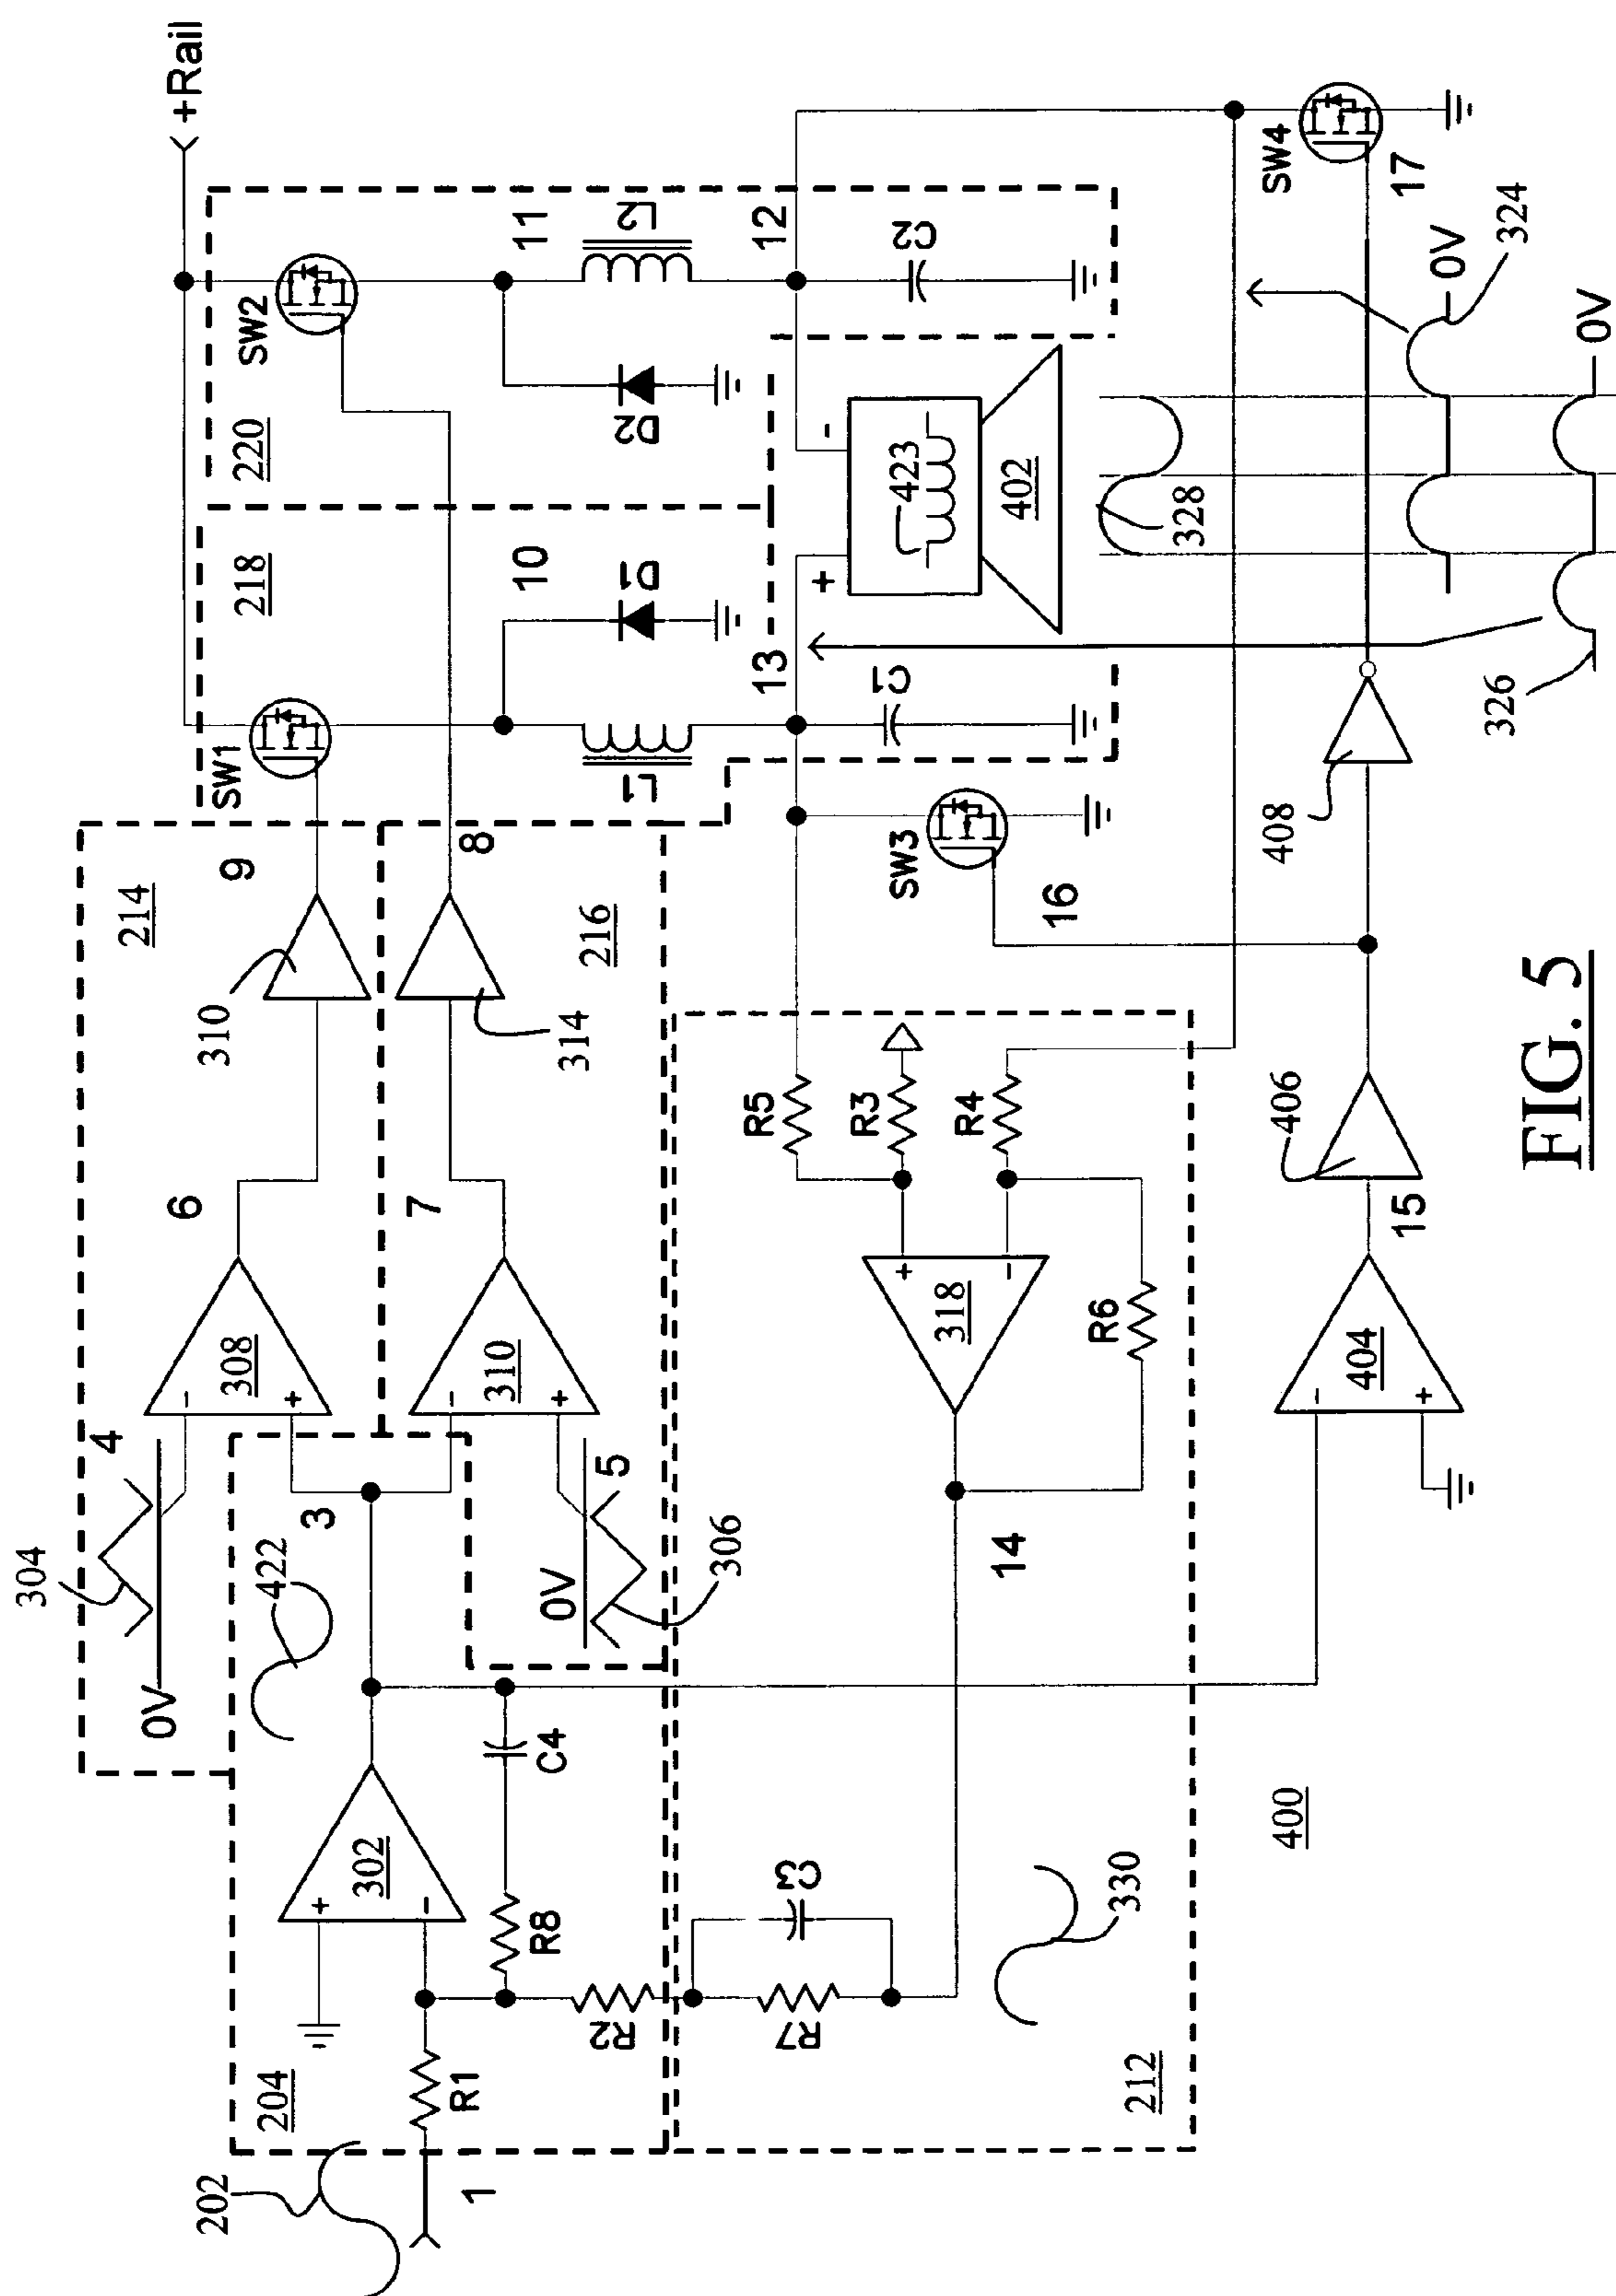 +Rail
304
4
0V
308
-
+
6
214
310
9
SW1
218
10
D1
L1
SW2
220
11
L2
D2
12
C2
422
3
310
-
+
7
314
8
216
5
0V
306
202
1
R1
204
302
+
-
R8
C4
R2
13
C1
+
-
423
402
328
SW3
16
R5
R3
R4
318
+
-
R6
14
C3
R7
330
212
400
404
-
+
15
406
408
SW4
17
324
0V
326
0V
FIG. 5